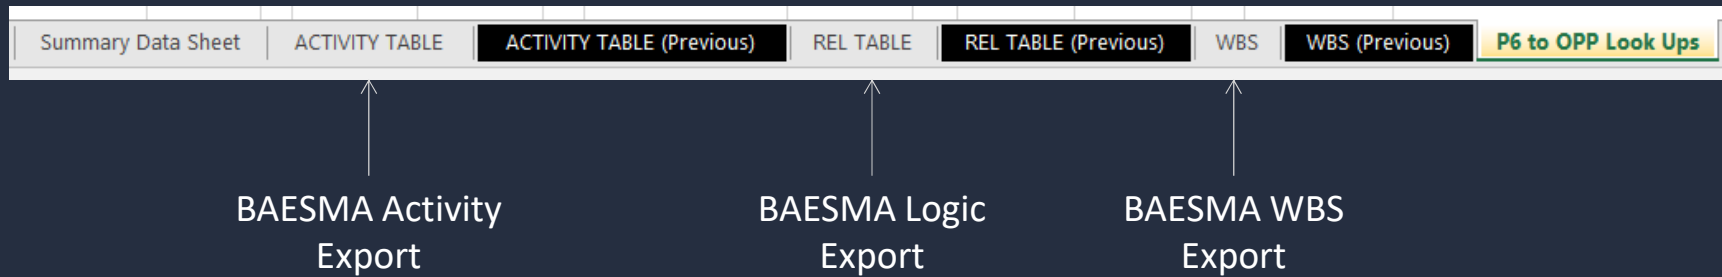 Summary Data Sheet ACTIVITY TABLE ACTIVITY TABLE (Previous) REL TABLE REL TABLE (Previous) WBS WBS (Previous) P6 to OPP Look Ups
BAESMA Activity
Export
BAESMA Logic
Export
BAESMA WBS
Export